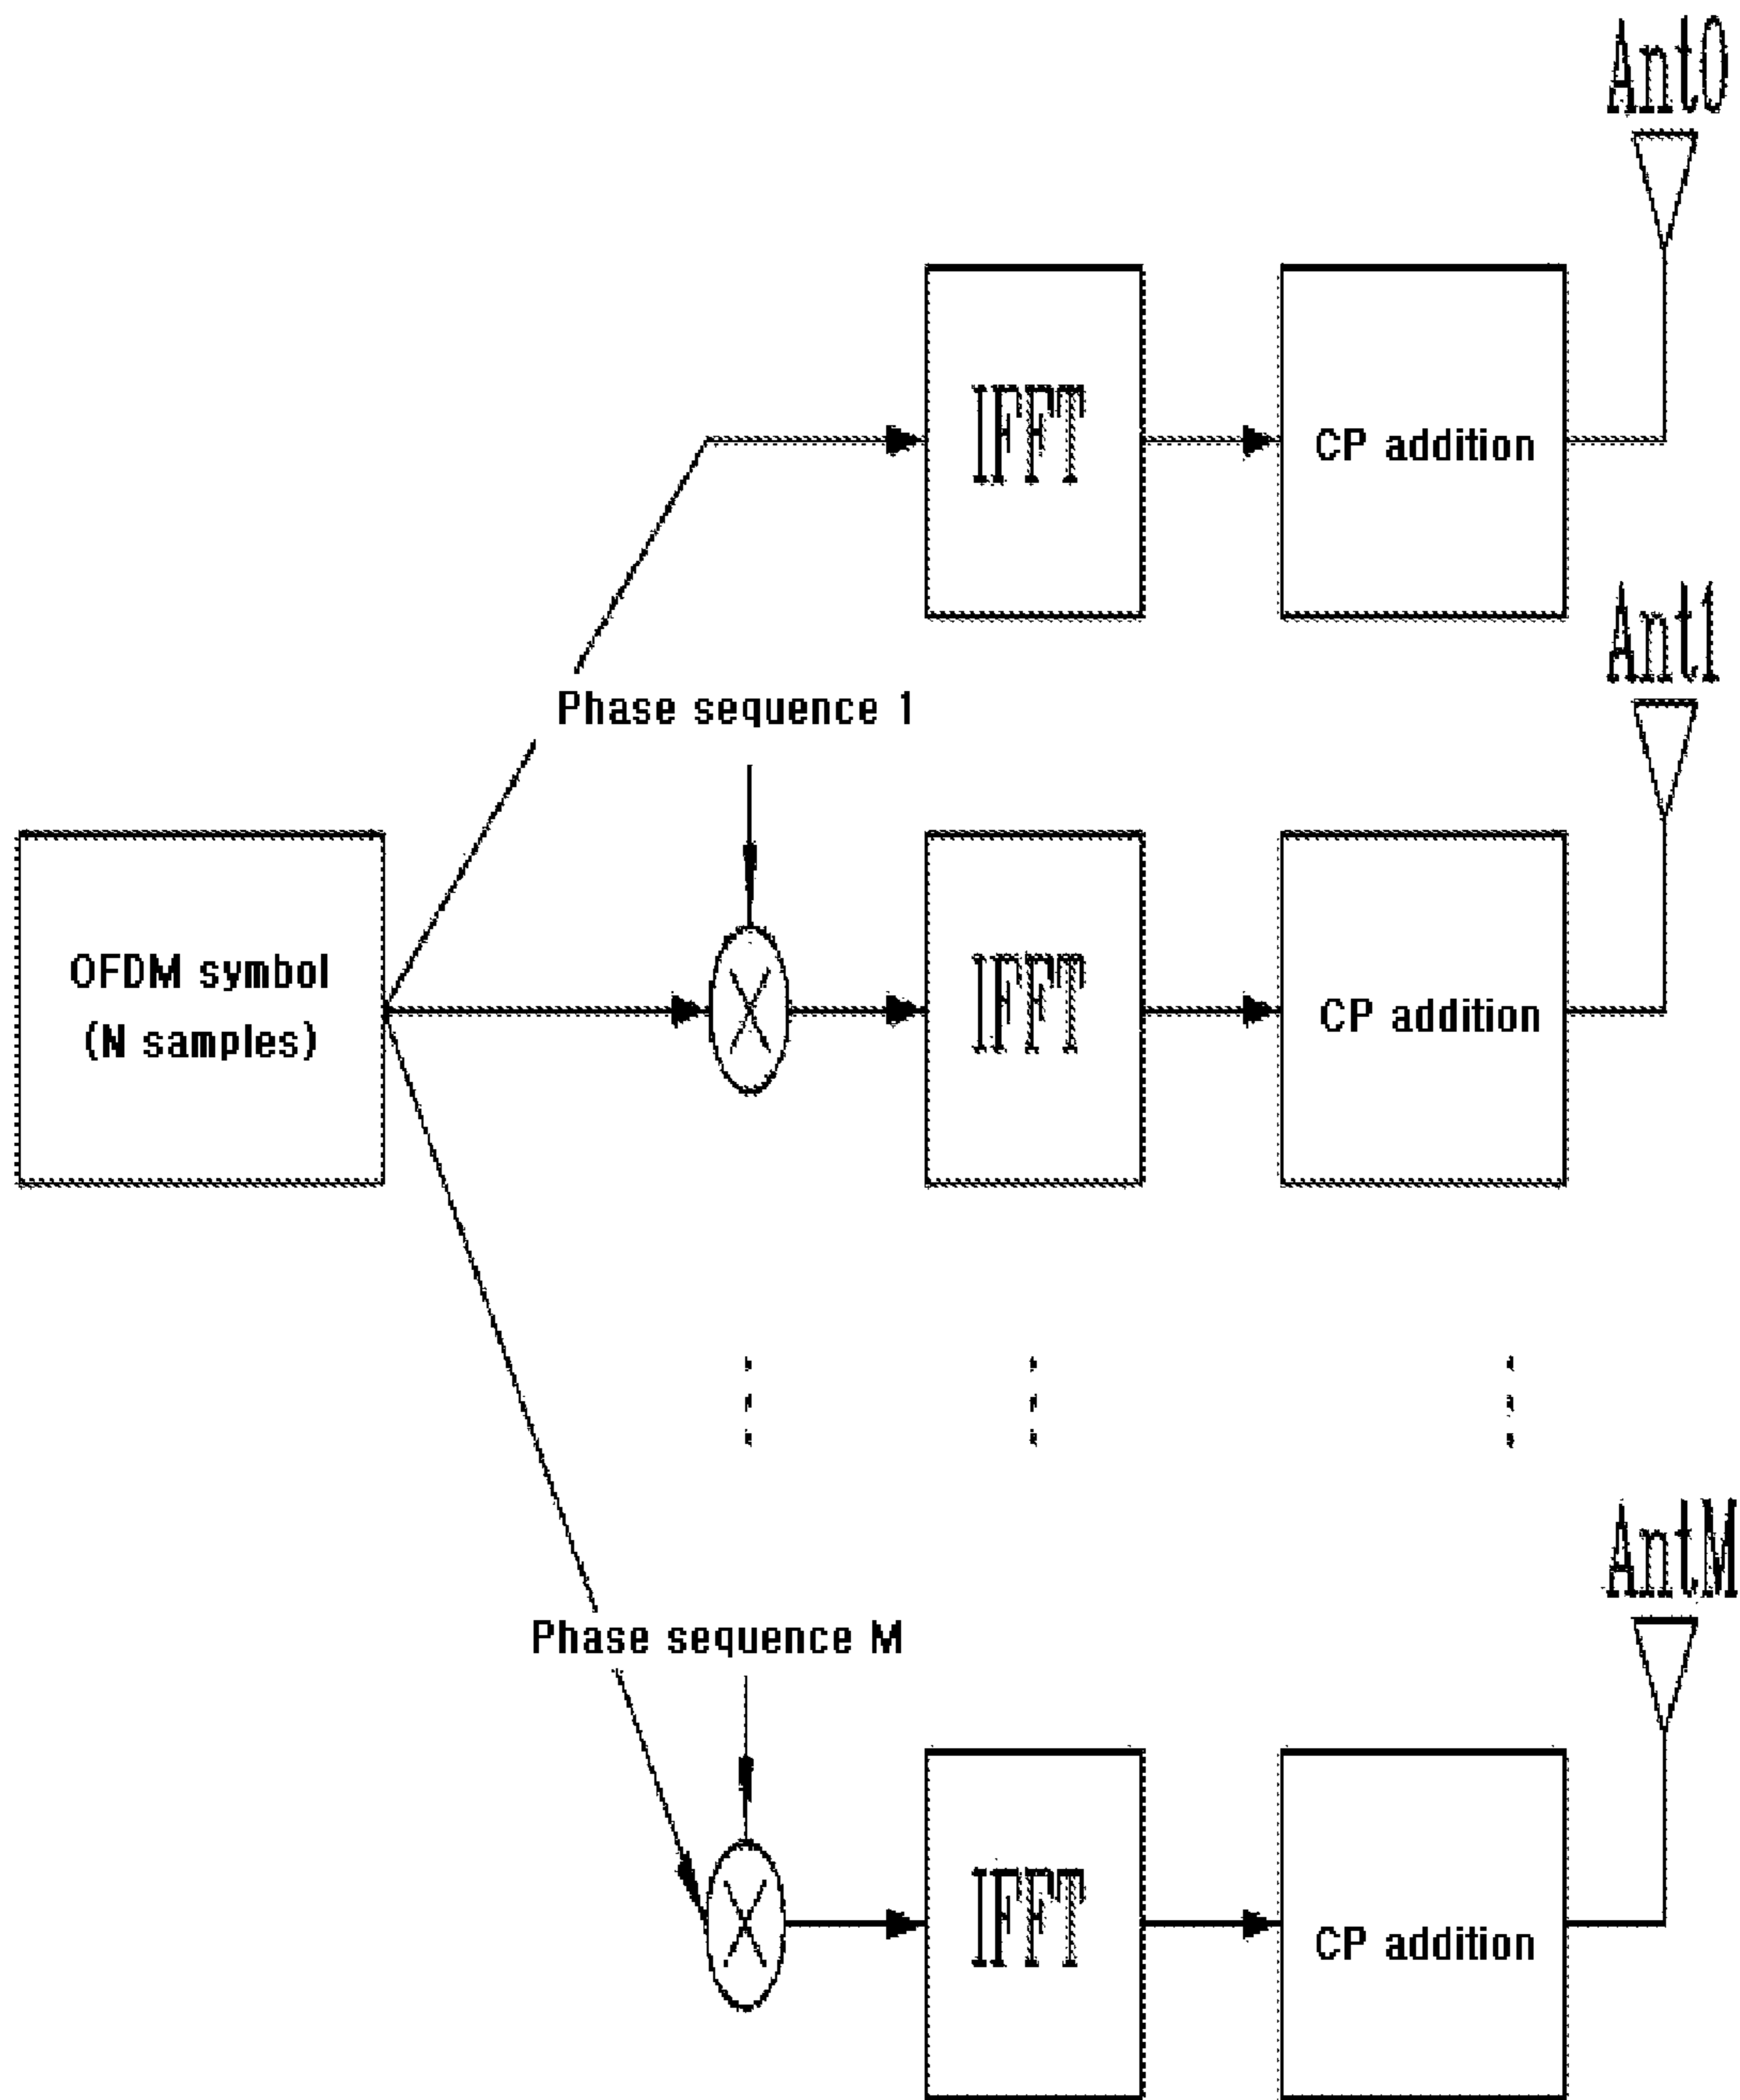 Ant0
IFFT
CP addition
Ant1
Phase sequence 1
OFDM symbol
(N samples)
IFFT
CP addition
AntM
Phase sequence M
IFFT
CP addition